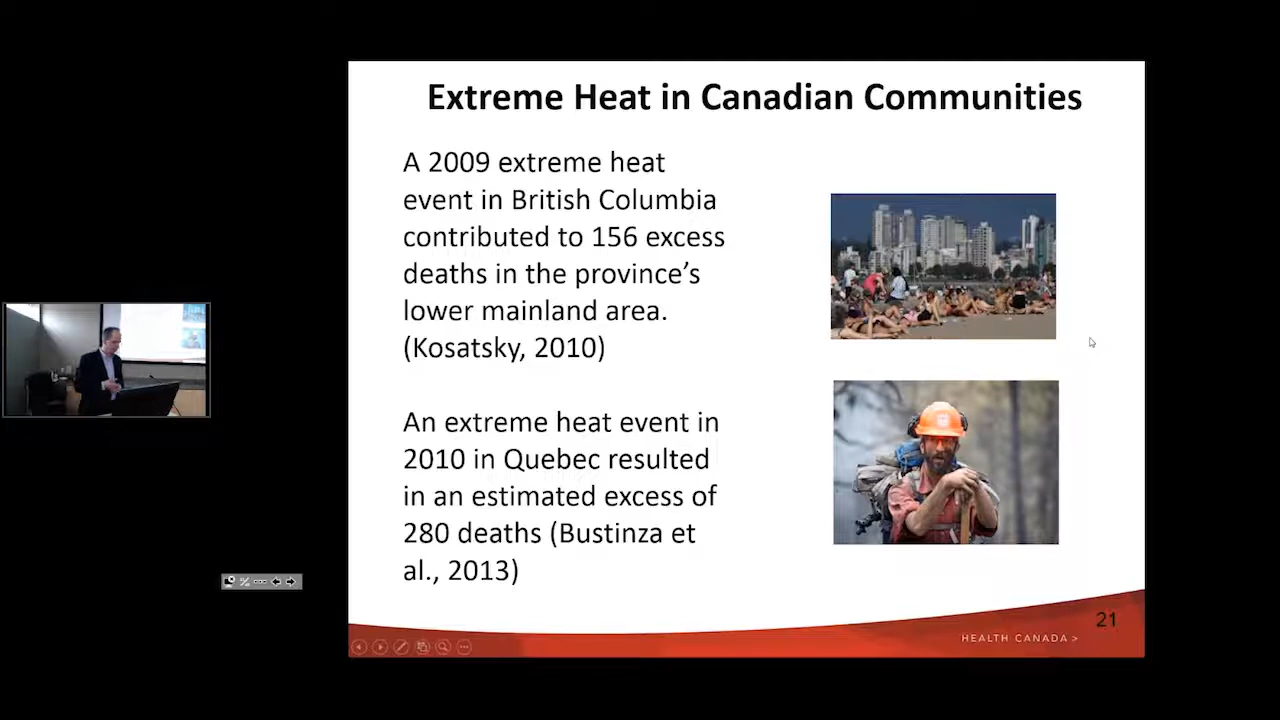 Extreme Heat in Canadian Communities
A 2009 extreme heat
event in British Columbia
contributed to 156 excess
deaths in the province’s
lower mainland area.
(Kosatsky, 2010)
An extreme heat event in
2010 in Quebec resulted
in an estimated excess of
280 deaths (Bustinza et
al., 2013)
21
HEALTH CANADA >